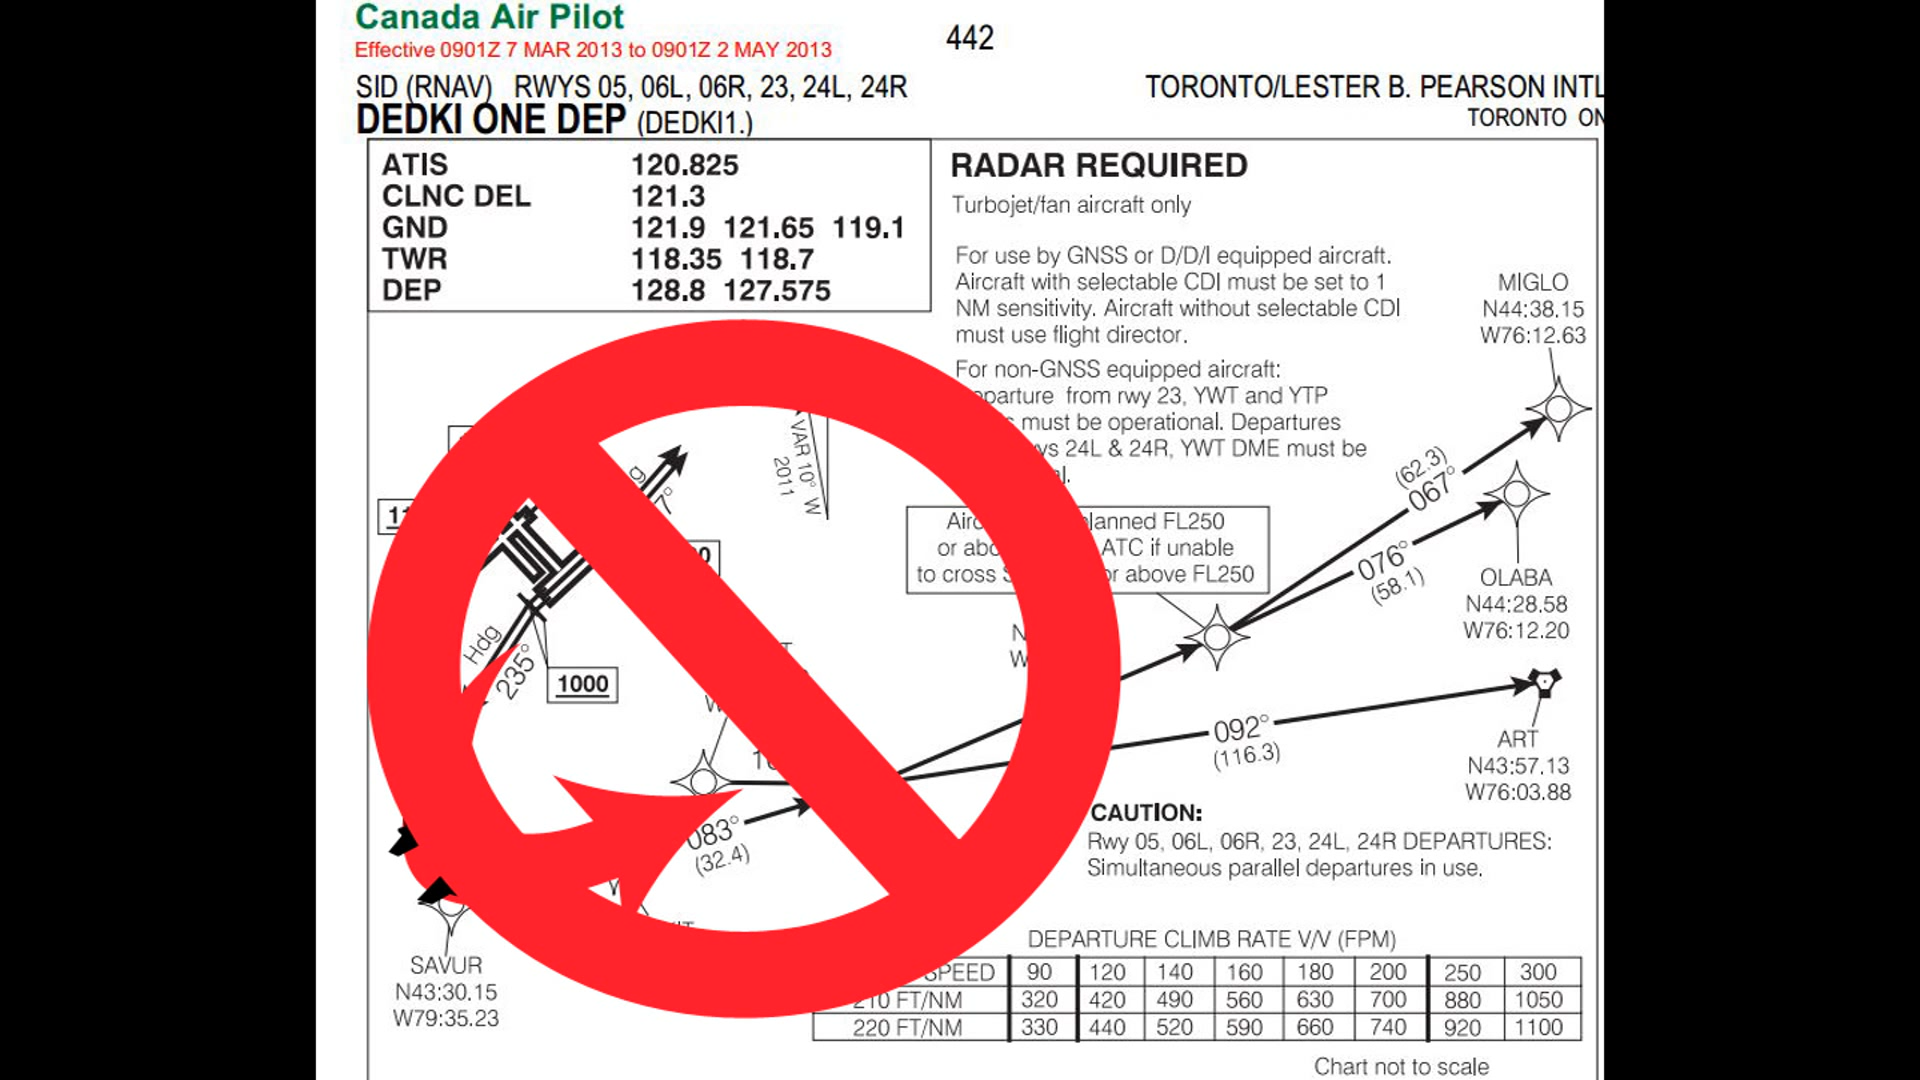 Canada Air Pilot
Effective 0901Z 7 MAR 2013 to 0901Z 2 MAY 2013
442
SID (RNAV) RWYS 05, 06L, 06R, 23, 24L, 24R
TORONTO/LESTER B. PEARSON INTL
DEDKI ONE DEP (DEDKI1.)
TORONTO ON
ATIS 120.825
CLNC DEL 121.3
GND 121.9 121.65 119.1
TWR 118.35 118.7
DEP 128.8 127.575
RADAR REQUIRED
Turbojet/fan aircraft only
For use by GNSS or D/D/I equipped aircraft.
Aircraft with selectable CDI must be set to 1
NM sensitivity. Aircraft without selectable CDI
must use flight director.
For non-GNSS equipped aircraft:
from rwy 23, YWT and YTP
must be operational. Departures
24L & 24R, YWT DME must be
MIGLO
N44:38.15
W76:12.63
VAR 10° W
2011
(62.3)
067°
076°
(58.1)
FL250
or ATC if unable
to cross or above FL250
OLABA
N44:28.58
W76:12.20
Hdg
235°
1000
092°
(116.3)
ART
N43:57.13
W76:03.88
083°
(32.4)
CAUTION:
Rwy 05, 06L, 06R, 23, 24L, 24R DEPARTURES:
Simultaneous parallel departures in use.
SAVUR
N43:30.15
W79:35.23
DEPARTURE CLIMB RATE V/V (FPM)
SPEED 90 120 140 160 180 200 250 300
210 FT/NM 320 420 490 560 630 700 880 1050
220 FT/NM 330 440 520 590 660 740 920 1100
Chart not to scale